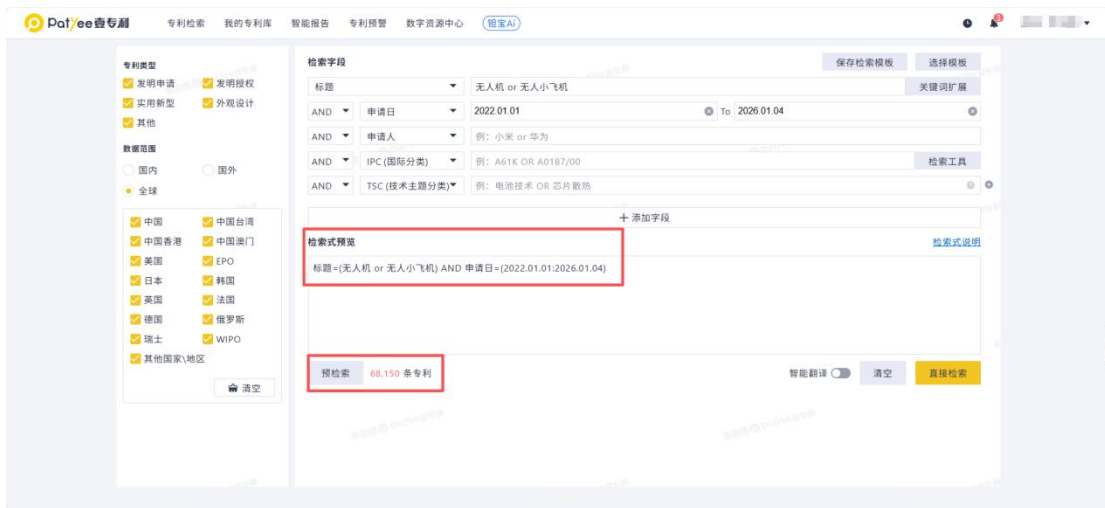 Patyee壹专利 专利检索 我的专利库 智能报告 专利预警 数字资源中心 钽宝Ai 3
专利类型
发明申请 发明授权
实用新型 外观设计
其他
数据范围
国内 国外
全球
中国 中国台湾
中国香港 中国澳门
美国 EPO
日本 韩国
英国 法国
德国 俄罗斯
瑞士 WIPO
其他国家\地区
清空
检索字段 保存检索模板 选择模板
标题 无人机 or 无人小飞机 关键词扩展
AND 申请日 2022.01.01 To 2026.01.04
AND 申请人 例: 小米 or 华为
AND IPC (国际分类) 例: A61K OR A01B7/00 检索工具
AND TSC (技术主题分类) 例: 电池技术 OR 芯片散热
十 添加字段
检索式预览 检索式说明
标题=(无人机 or 无人小飞机) AND 申请日=(2022.01.01:2026.01.04)
预检索 68,150 条专利 智能翻译 清空 直接检索